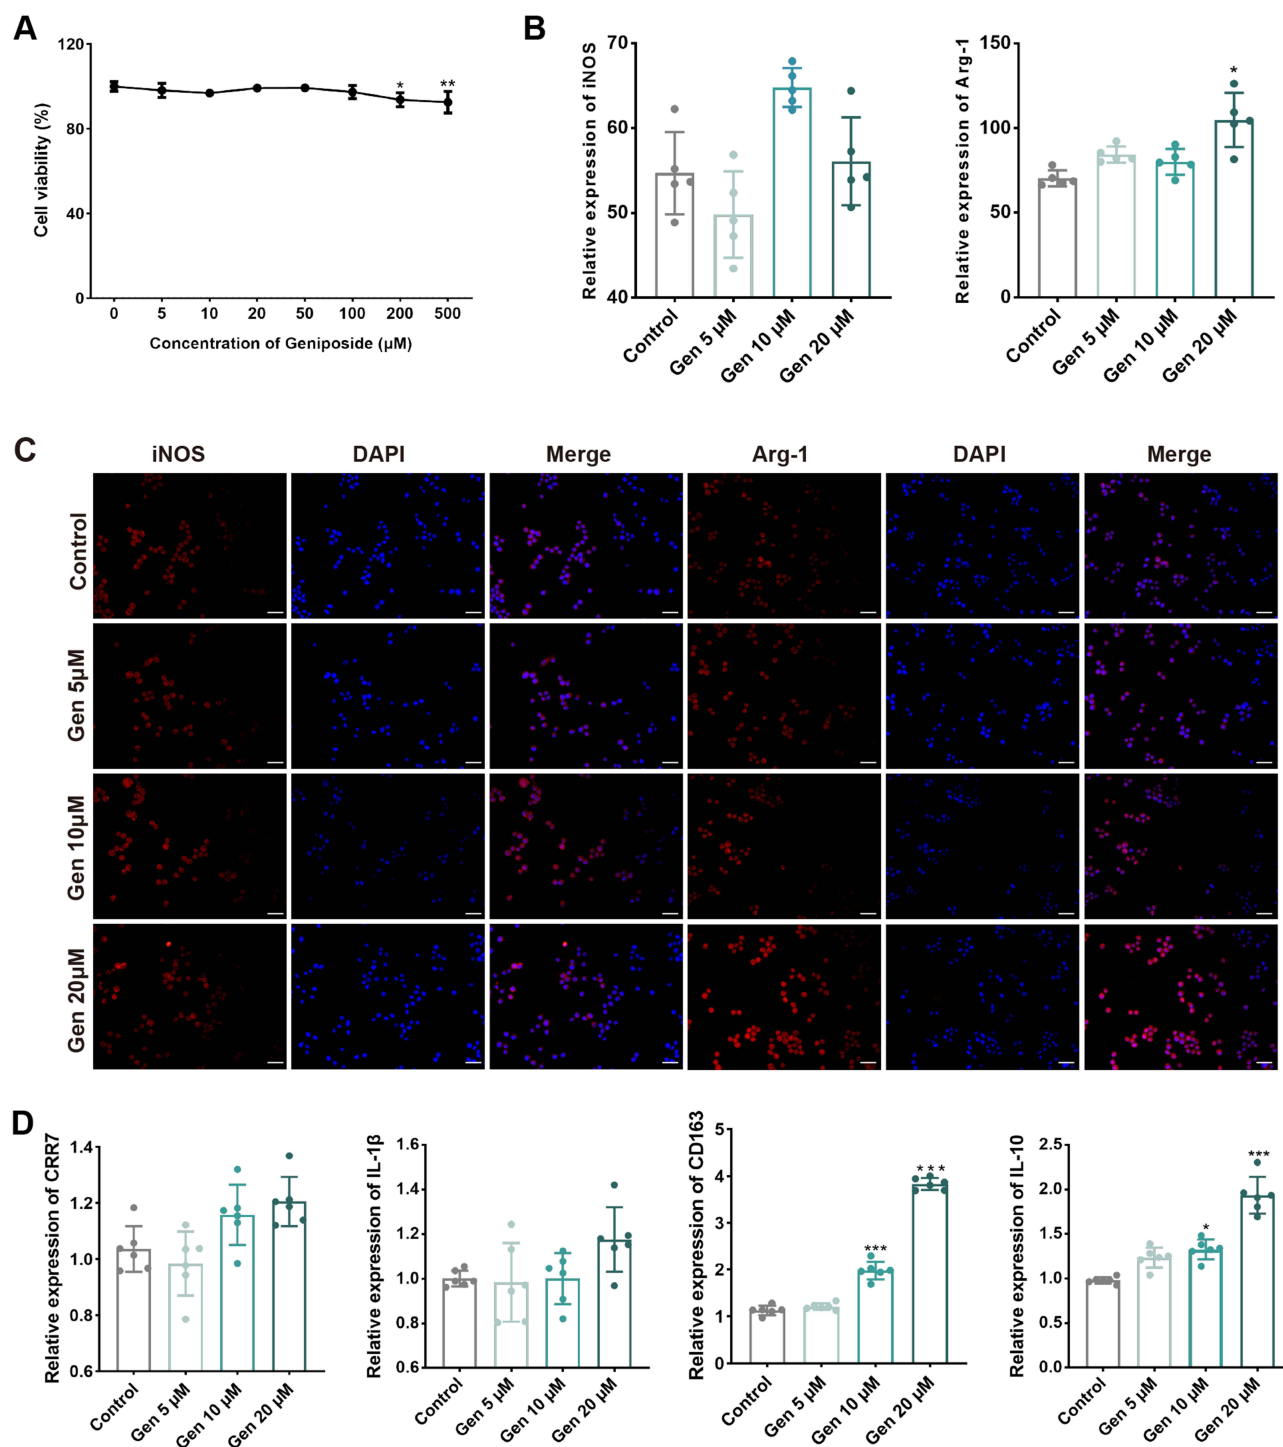 A
120
80
40
0
Cell viability (%)
* **
0 5 10 20 50 100 200 500
Concentration of Geniposide (μM)
B
70
60
50
40
Relative expression of iNOS
Control
Gen 5 μM
Gen 10 μM
Gen 20 μM
150
100
50
0
Relative expression of Arg-1
*
Control
Gen 5 μM
Gen 10 μM
Gen 20 μM
C
iNOS DAPI Merge Arg-1 DAPI Merge
Control
Gen 5μM
Gen 10μM
Gen 20μM
D
1.4
1.2
1.0
0.8
0.6
Relative expression of CRR7
Control
Gen 5 μM
Gen 10 μM
Gen 20 μM
1.6
1.4
1.2
1.0
0.8
0.6
Relative expression of IL-1β
Control
Gen 5 μM
Gen 10 μM
Gen 20 μM
5
4
3
2
1
0
Relative expression of CD163
***
***
Control
Gen 5 μM
Gen 10 μM
Gen 20 μM
2.5
2.0
1.5
1.0
0.5
0.0
Relative expression of IL-10
*
***
Control
Gen 5 μM
Gen 10 μM
Gen 20 μM